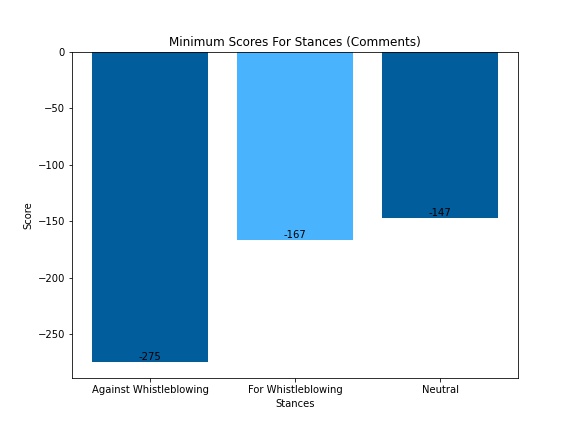 Minimum Scores For Stances (Comments)
0
−50
−100
−150
−200
−250
Score
-275
-167
-147
Against Whistleblowing
For Whistleblowing
Neutral
Stances